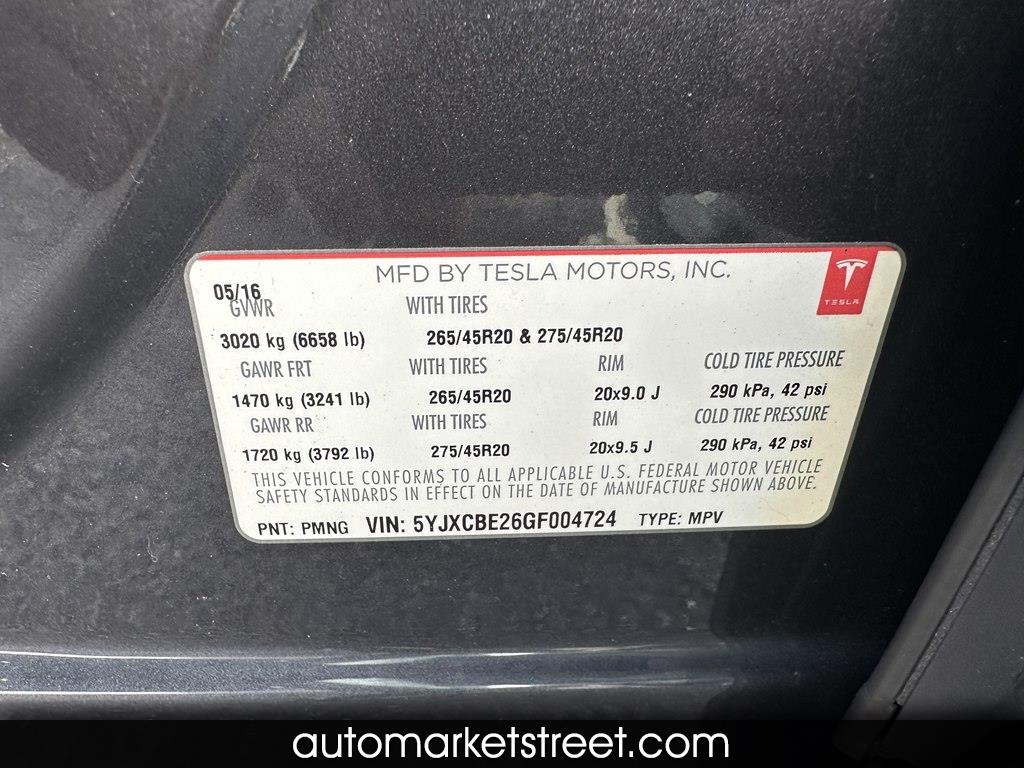 MFD BY TESLA MOTORS, INC.
TESLA
05/16
GVWR WITH TIRES
3020 kg (6658 lb) 265/45R20 & 275/45R20
GAWR FRT WITH TIRES RIM COLD TIRE PRESSURE
1470 kg (3241 lb) 265/45R20 20x9.0 J 290 kPa, 42 psi
GAWR RR WITH TIRES RIM COLD TIRE PRESSURE
1720 kg (3792 lb) 275/45R20 20x9.5 J 290 kPa, 42 psi
THIS VEHICLE CONFORMS TO ALL APPLICABLE U.S. FEDERAL MOTOR VEHICLE
SAFETY STANDARDS IN EFFECT ON THE DATE OF MANUFACTURE SHOWN ABOVE.
PNT: PMNG VIN: 5YJXCBE26GF004724 TYPE: MPV
automarketstreet.com